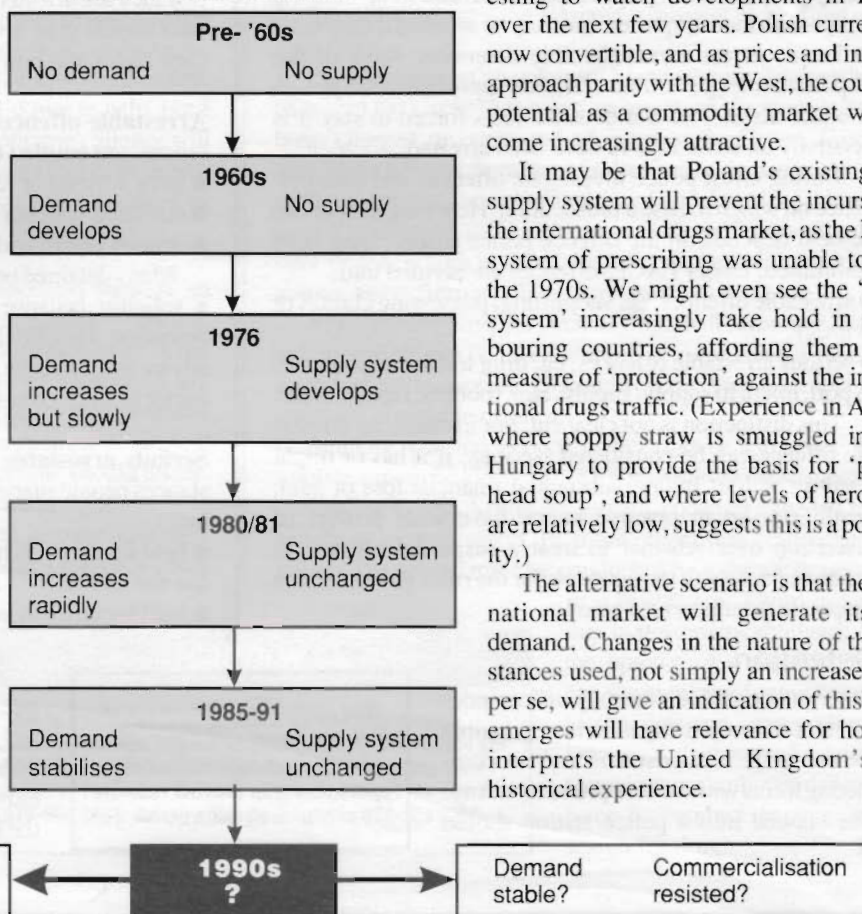 Pre- '60s
No demand No supply
1960s
Demand No supply
develops
1976
Demand Supply system
increases develops
but slowly
1980/81
Demand Supply system
increases unchanged
rapidly
1985-91
Demand Supply system
stabilises unchanged
1990s
?
Demand Commercialisation
stable? resisted?
esting to watch developments in
over the next few years. Polish curre
now convertible, and as prices and in
approach parity with the West, the cou
potential as a commodity market w
come increasingly attractive.
It may be that Poland's existing
supply system will prevent the incurs
the international drugs market, as the
system of prescribing was unable to
the 1970s. We might even see the '
system' increasingly take hold in
bouring countries, affording them
measure of 'protection' against the in
tional drugs traffic. (Experience in A
where poppy straw is smuggled in
Hungary to provide the basis for 'p
head soup', and where levels of hero
are relatively low, suggests this is a po
ity.)
The alternative scenario is that the
national market will generate its
demand. Changes in the nature of th
stances used, not simply an increase
per se, will give an indication of this
emerges will have relevance for ho
interprets the United Kingdom's
historical experience.